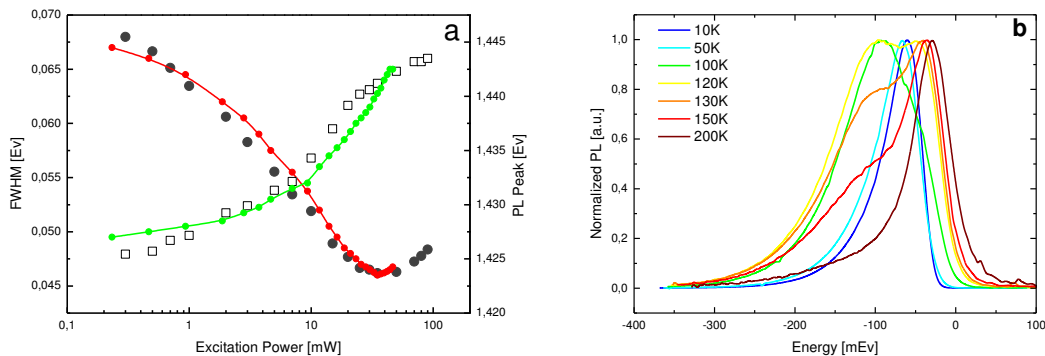 a
FWHM [Ev]
0,070
0,065
0,060
0,055
0,050
0,045
1,445
1,440
1,435
1,430
1,425
1,420
PL Peak [Ev]
0,1
1
10
100
Excitation Power [mW]
b
Normalized PL [a.u.]
1,0
0,8
0,6
0,4
0,2
0,0
10K
50K
100K
120K
130K
150K
200K
-400
-300
-200
-100
0
100
Energy [mEv]